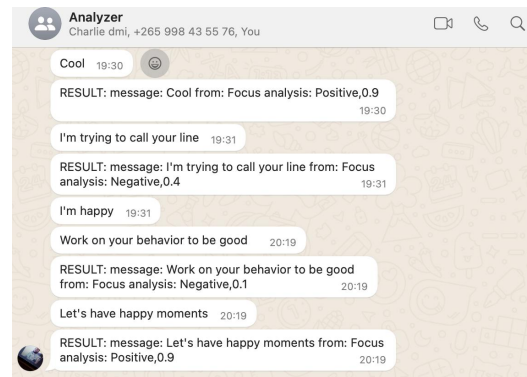 Analyzer
Charlie dmi, +265 998 43 55 76, You
Cool 19:30
RESULT: message: Cool from: Focus analysis: Positive,0.9
19:30
I'm trying to call your line 19:31
RESULT: message: I'm trying to call your line from: Focus
analysis: Negative,0.4 19:31
I'm happy 19:31
Work on your behavior to be good 20:19
RESULT: message: Work on your behavior to be good
from: Focus analysis: Negative,0.1 20:19
Let's have happy moments 20:19
RESULT: message: Let's have happy moments from: Focus
analysis: Positive,0.9 20:19